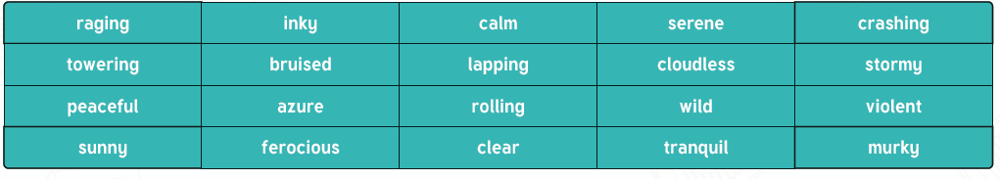 raging inky calm serene crashing
towering bruised lapping cloudless stormy
peaceful azure rolling wild violent
sunny ferocious clear tranquil murky